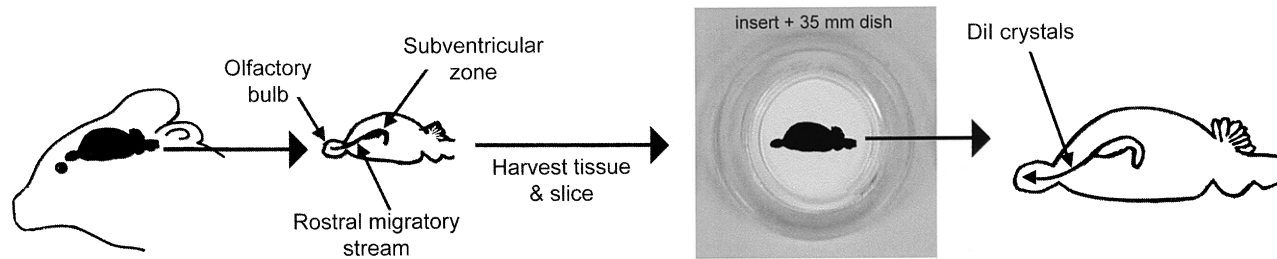 Olfactory
bulb
Subventricular
zone
Rostral migratory
stream
Harvest tissue
& slice
insert + 35 mm dish
DiI crystals